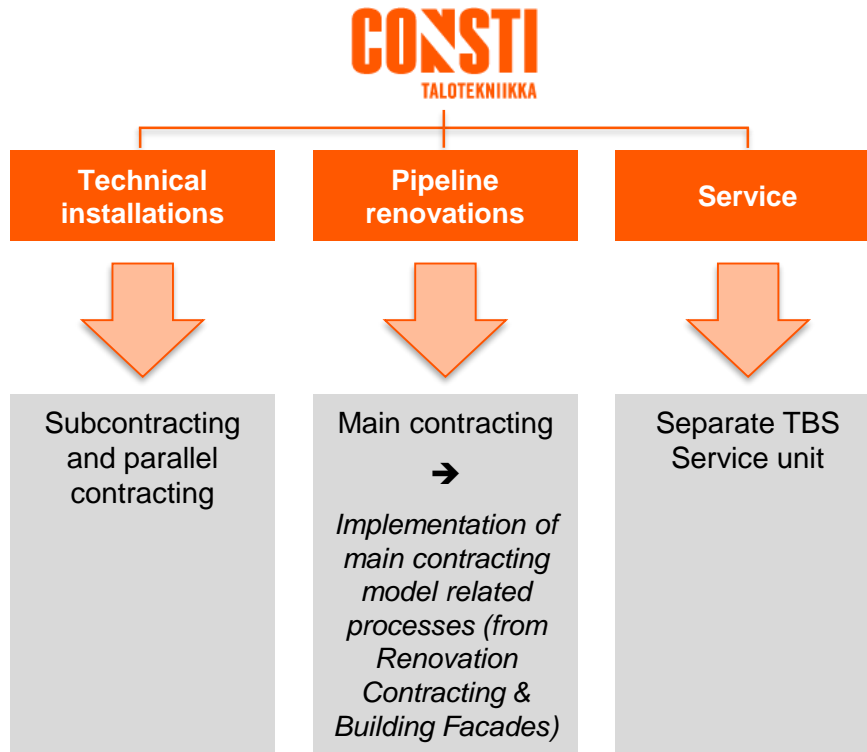 CONSTI
TALOTEKNIIKKA
Technical
installations
Pipeline
renovations
Service
Subcontracting
and parallel
contracting
Main contracting
➔
Implementation of
main contracting
model related
processes (from
Renovation
Contracting &
Building Facades)
Separate TBS
Service unit